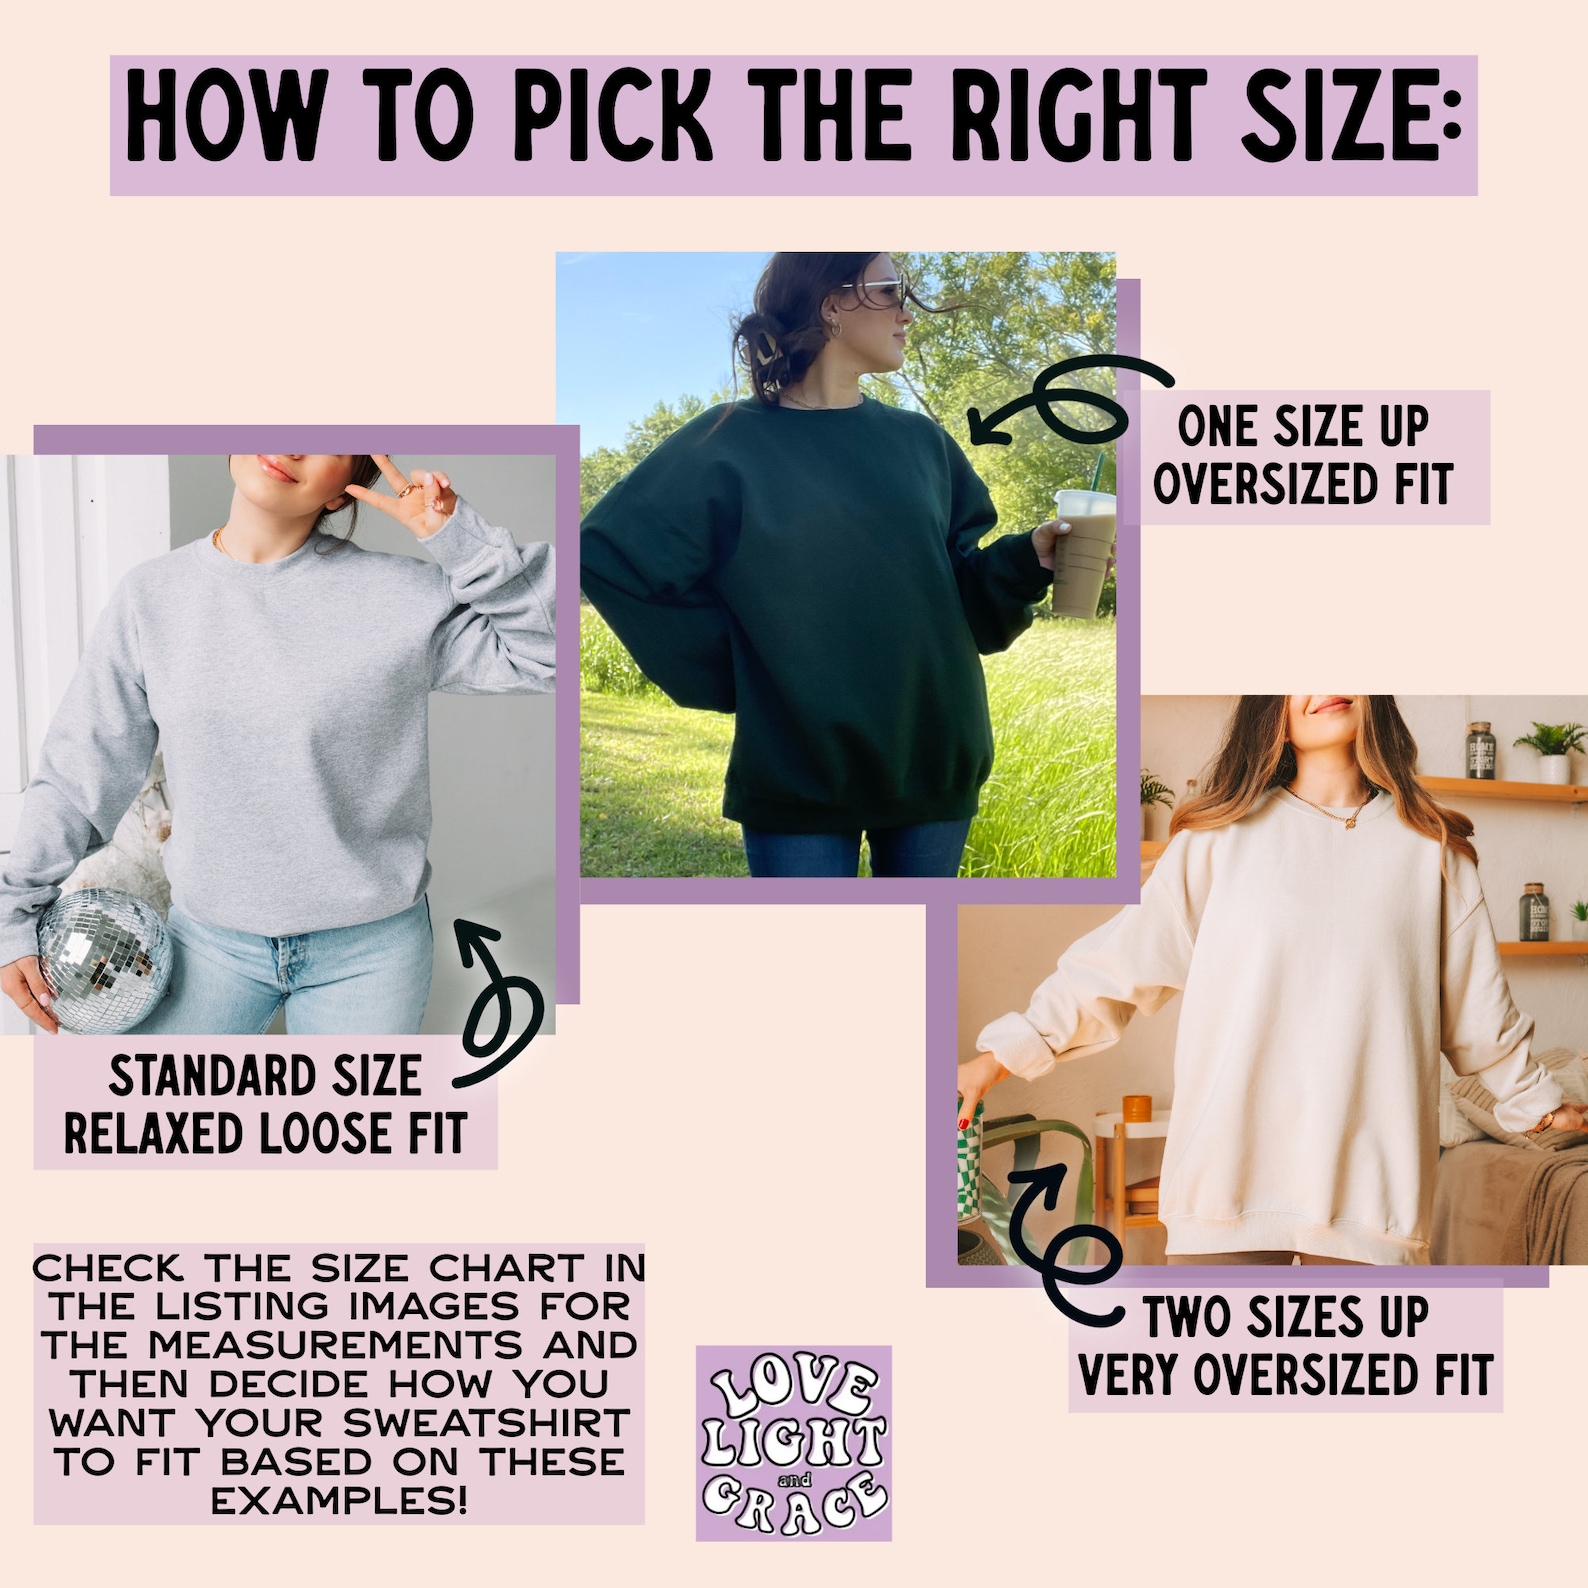 HOW TO PICK THE RIGHT SIZE:
ONE SIZE UP
OVERSIZED FIT
STANDARD SIZE
RELAXED LOOSE FIT
TWO SIZES UP
VERY OVERSIZED FIT
CHECK THE SIZE CHART IN
THE LISTING IMAGES FOR
THE MEASUREMENTS AND
THEN DECIDE HOW YOU
WANT YOUR SWEATSHIRT
TO FIT BASED ON THESE
EXAMPLES!
LOVE
LIGHT
and
GRACE